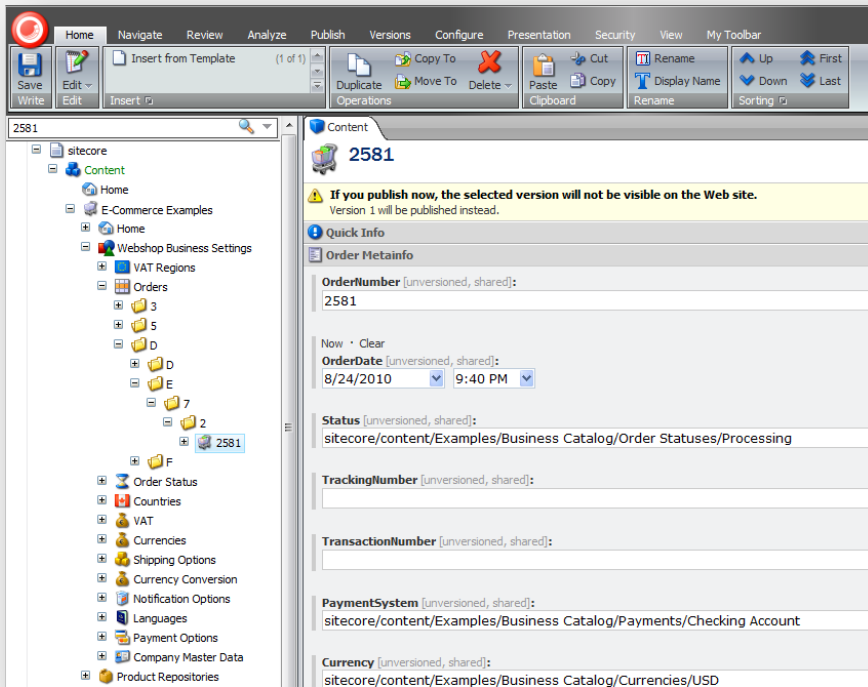 Home Navigate Review Analyze Publish Versions Configure Presentation Security View My Toolbar
Save
Write
Edit
Edit
Insert from Template (1 of 1)
Insert
Duplicate
Copy To
Move To
Delete
Operations
Paste
Cut
Copy
Clipboard
Rename
Display Name
Rename
Up
Down
First
Last
Sorting
2581
sitecore
Content
Home
E-Commerce Examples
Home
Webshop Business Settings
VAT Regions
Orders
3
5
D
D
E
7
2
2581
F
Order Status
Countries
VAT
Currencies
Shipping Options
Currency Conversion
Notification Options
Languages
Payment Options
Company Master Data
Product Repositories
Content
2581
If you publish now, the selected version will not be visible on the Web site.
Version 1 will be published instead.
Quick Info
Order Metainfo
OrderNumber [unversioned, shared]:
2581
Now · Clear
OrderDate [unversioned, shared]:
8/24/2010 9:40 PM
Status [unversioned, shared]:
sitecore/content/Examples/Business Catalog/Order Statuses/Processing
TrackingNumber [unversioned, shared]:
TransactionNumber [unversioned, shared]:
PaymentSystem [unversioned, shared]:
sitecore/content/Examples/Business Catalog/Payments/Checking Account
Currency [unversioned, shared]:
sitecore/content/Examples/Business Catalog/Currencies/USD